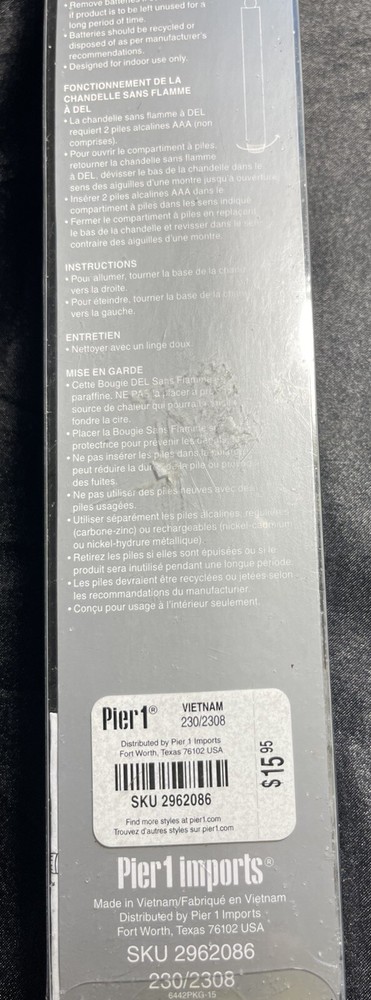 • Remove batteries
if product is to be left unused for a
long period of time.
• Batteries should be recycled or
disposed of as per manufacturer's
recommendations.
• Designed for indoor use only.
FONCTIONNEMENT DE LA
CHANDELLE SANS FLAMME
À DEL
• La chandelle sans flamme à DEL
requiert 2 piles alcalines AAA (non
comprises).
• Pour ouvrir le compartiment à piles,
retourner la chandelle sans flamme
à DEL, dévisser le bas de la chandelle dans le
sens des aiguilles d'une montre jusqu'à ouverture
• Insérer 2 piles alcalines AAA dans le
compartiment à piles dans les sens indiqué
• Fermer le compartiment à piles en replaçant
le bas de la chandelle et revisser dans le
contraire des aiguilles d'une montre.
INSTRUCTIONS
• Pour allumer, tourner la base de la
vers la droite.
• Pour éteindre, tourner la base de la
vers la gauche.
ENTRETIEN
• Nettoyer avec un linge doux
MISE EN GARDE
• Cette Bougie DEL Sans Flamme
paraffine. NE PAS
source de chaleur qui pourrait
fondre la cire.
• Placer la Bougie Sans Flamme
protectrice pour prévenir les
• Ne pas insérer les piles dans le
peut réduire la pile ou
des fuites.
• Ne pas utiliser des piles neuves avec des
piles usagées.
• Utiliser séparément les piles alcalines, régulières
(carbone-zinc) ou rechargeables (nickel-cadmium
ou nickel-hydrure métallique).
• Retirez les piles si elles sont épuisées ou si le
produit sera inutilisé pendant une longue période.
• Les piles devraient être recyclées ou jetées selon
les recommandations du manufacturier.
• Conçu pour usage à l'intérieur seulement.
Pier1® VIETNAM
230/2308
Distributed by Pier 1 Imports
Fort Worth, Texas 76102 USA
SKU 2962086
$15.95
Find more styles at pier1.com
Trouvez d'autres styles sur pier1.com
Pier1 imports®
Made in Vietnam/Fabriqué en Vietnam
Distributed by Pier 1 Imports
Fort Worth, Texas 76102 USA
SKU 2962086
230/2308
6442PKG-15